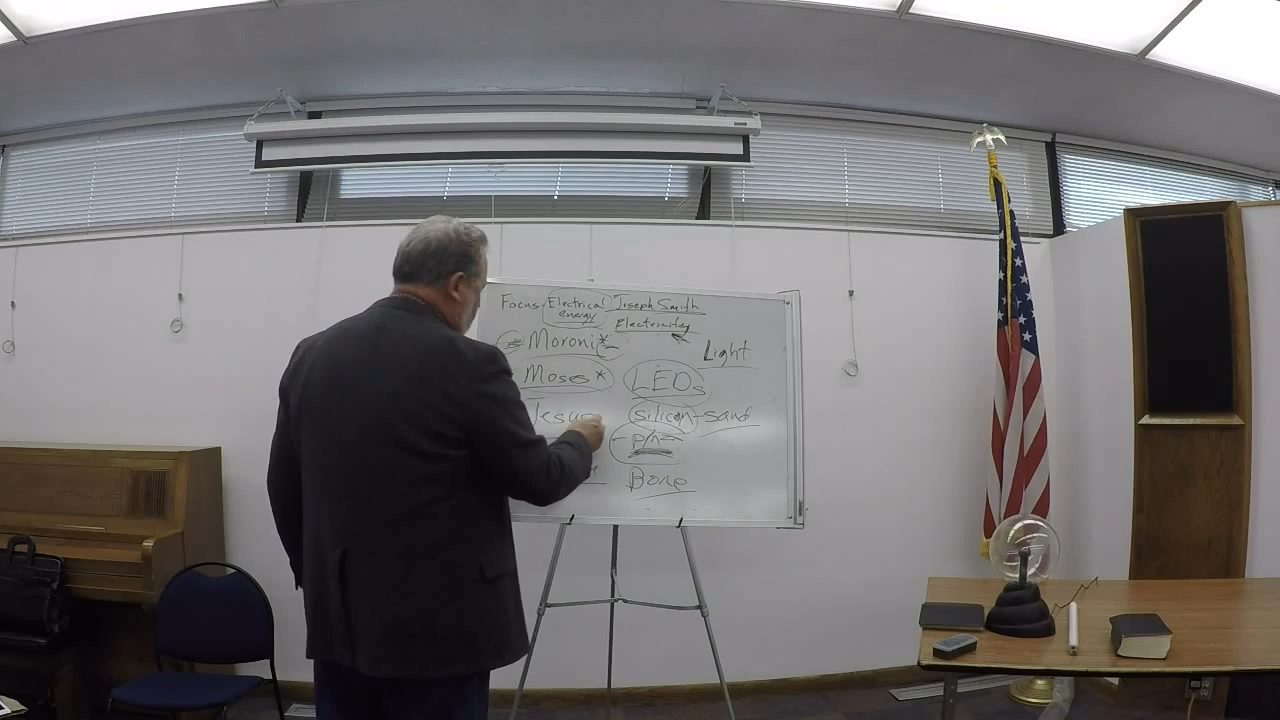 Focus-Electrical Joseph Smith
energy Electricity
Moroni*
Light
Moses* LEDs
Jesus silicon-sand
Bone